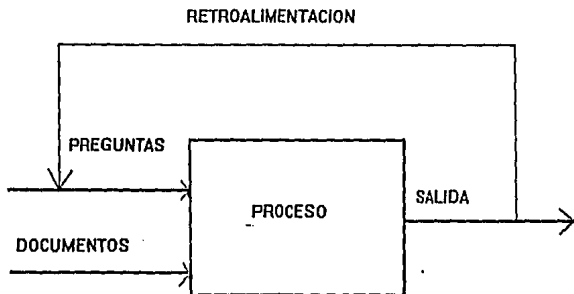 RETROALIMENTACION
PREGUNTAS
SALIDA
PROCESO
DOCUMENTOS